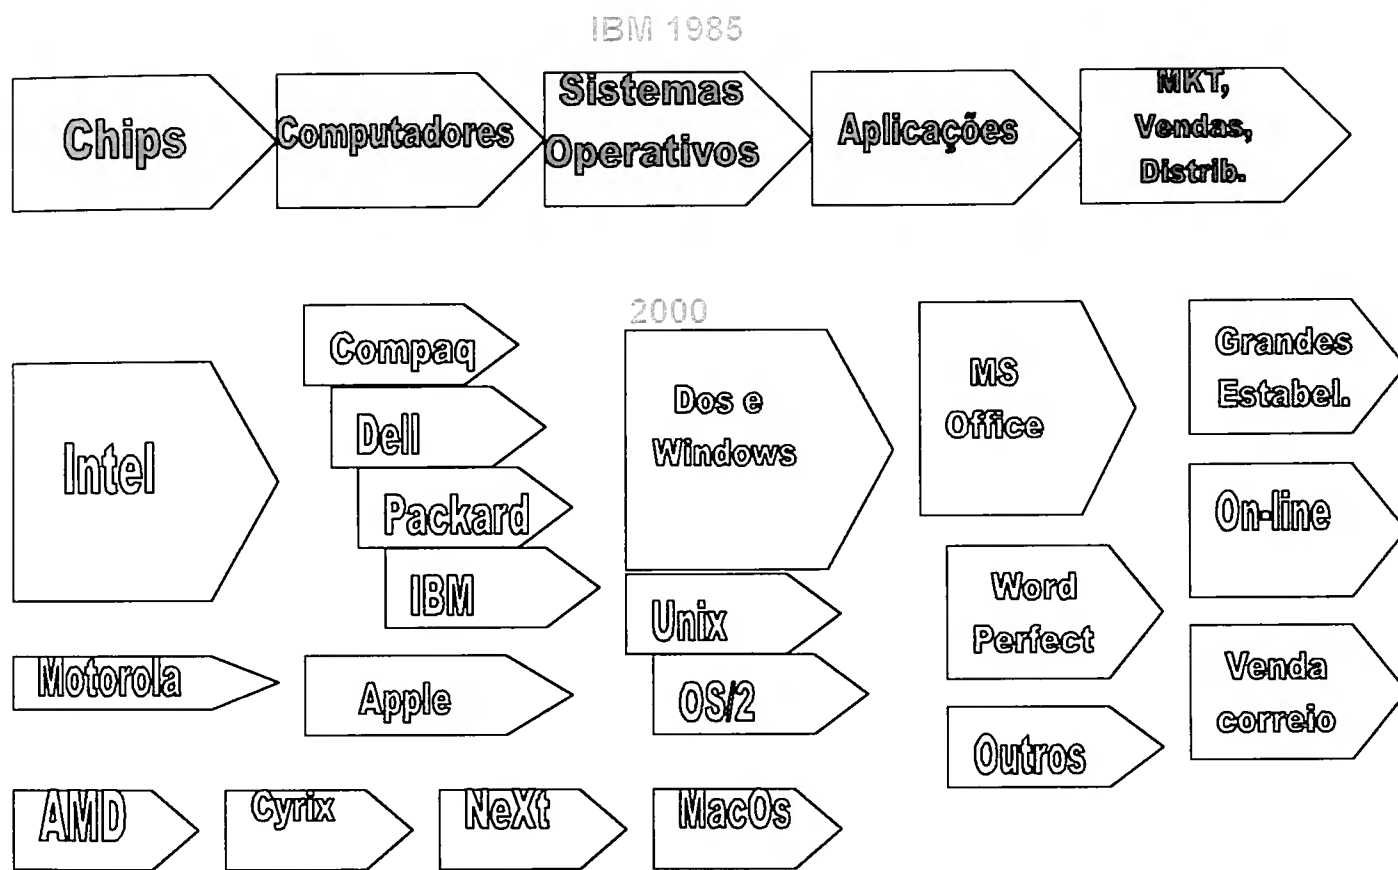 IBM 1985
Chips
Computadores
Sistemas
Operativos
Aplicações
MKT,
Vendas,
Distrib.
2000
Intel
Motorola
AMD
Compaq
Dell
Packard
IBM
Apple
Cyrix
NeXt
Dos e
Windows
Unix
OS/2
MacOs
MS
Office
Word
Perfect
Outros
Grandes
Estabel.
On-line
Venda
correio